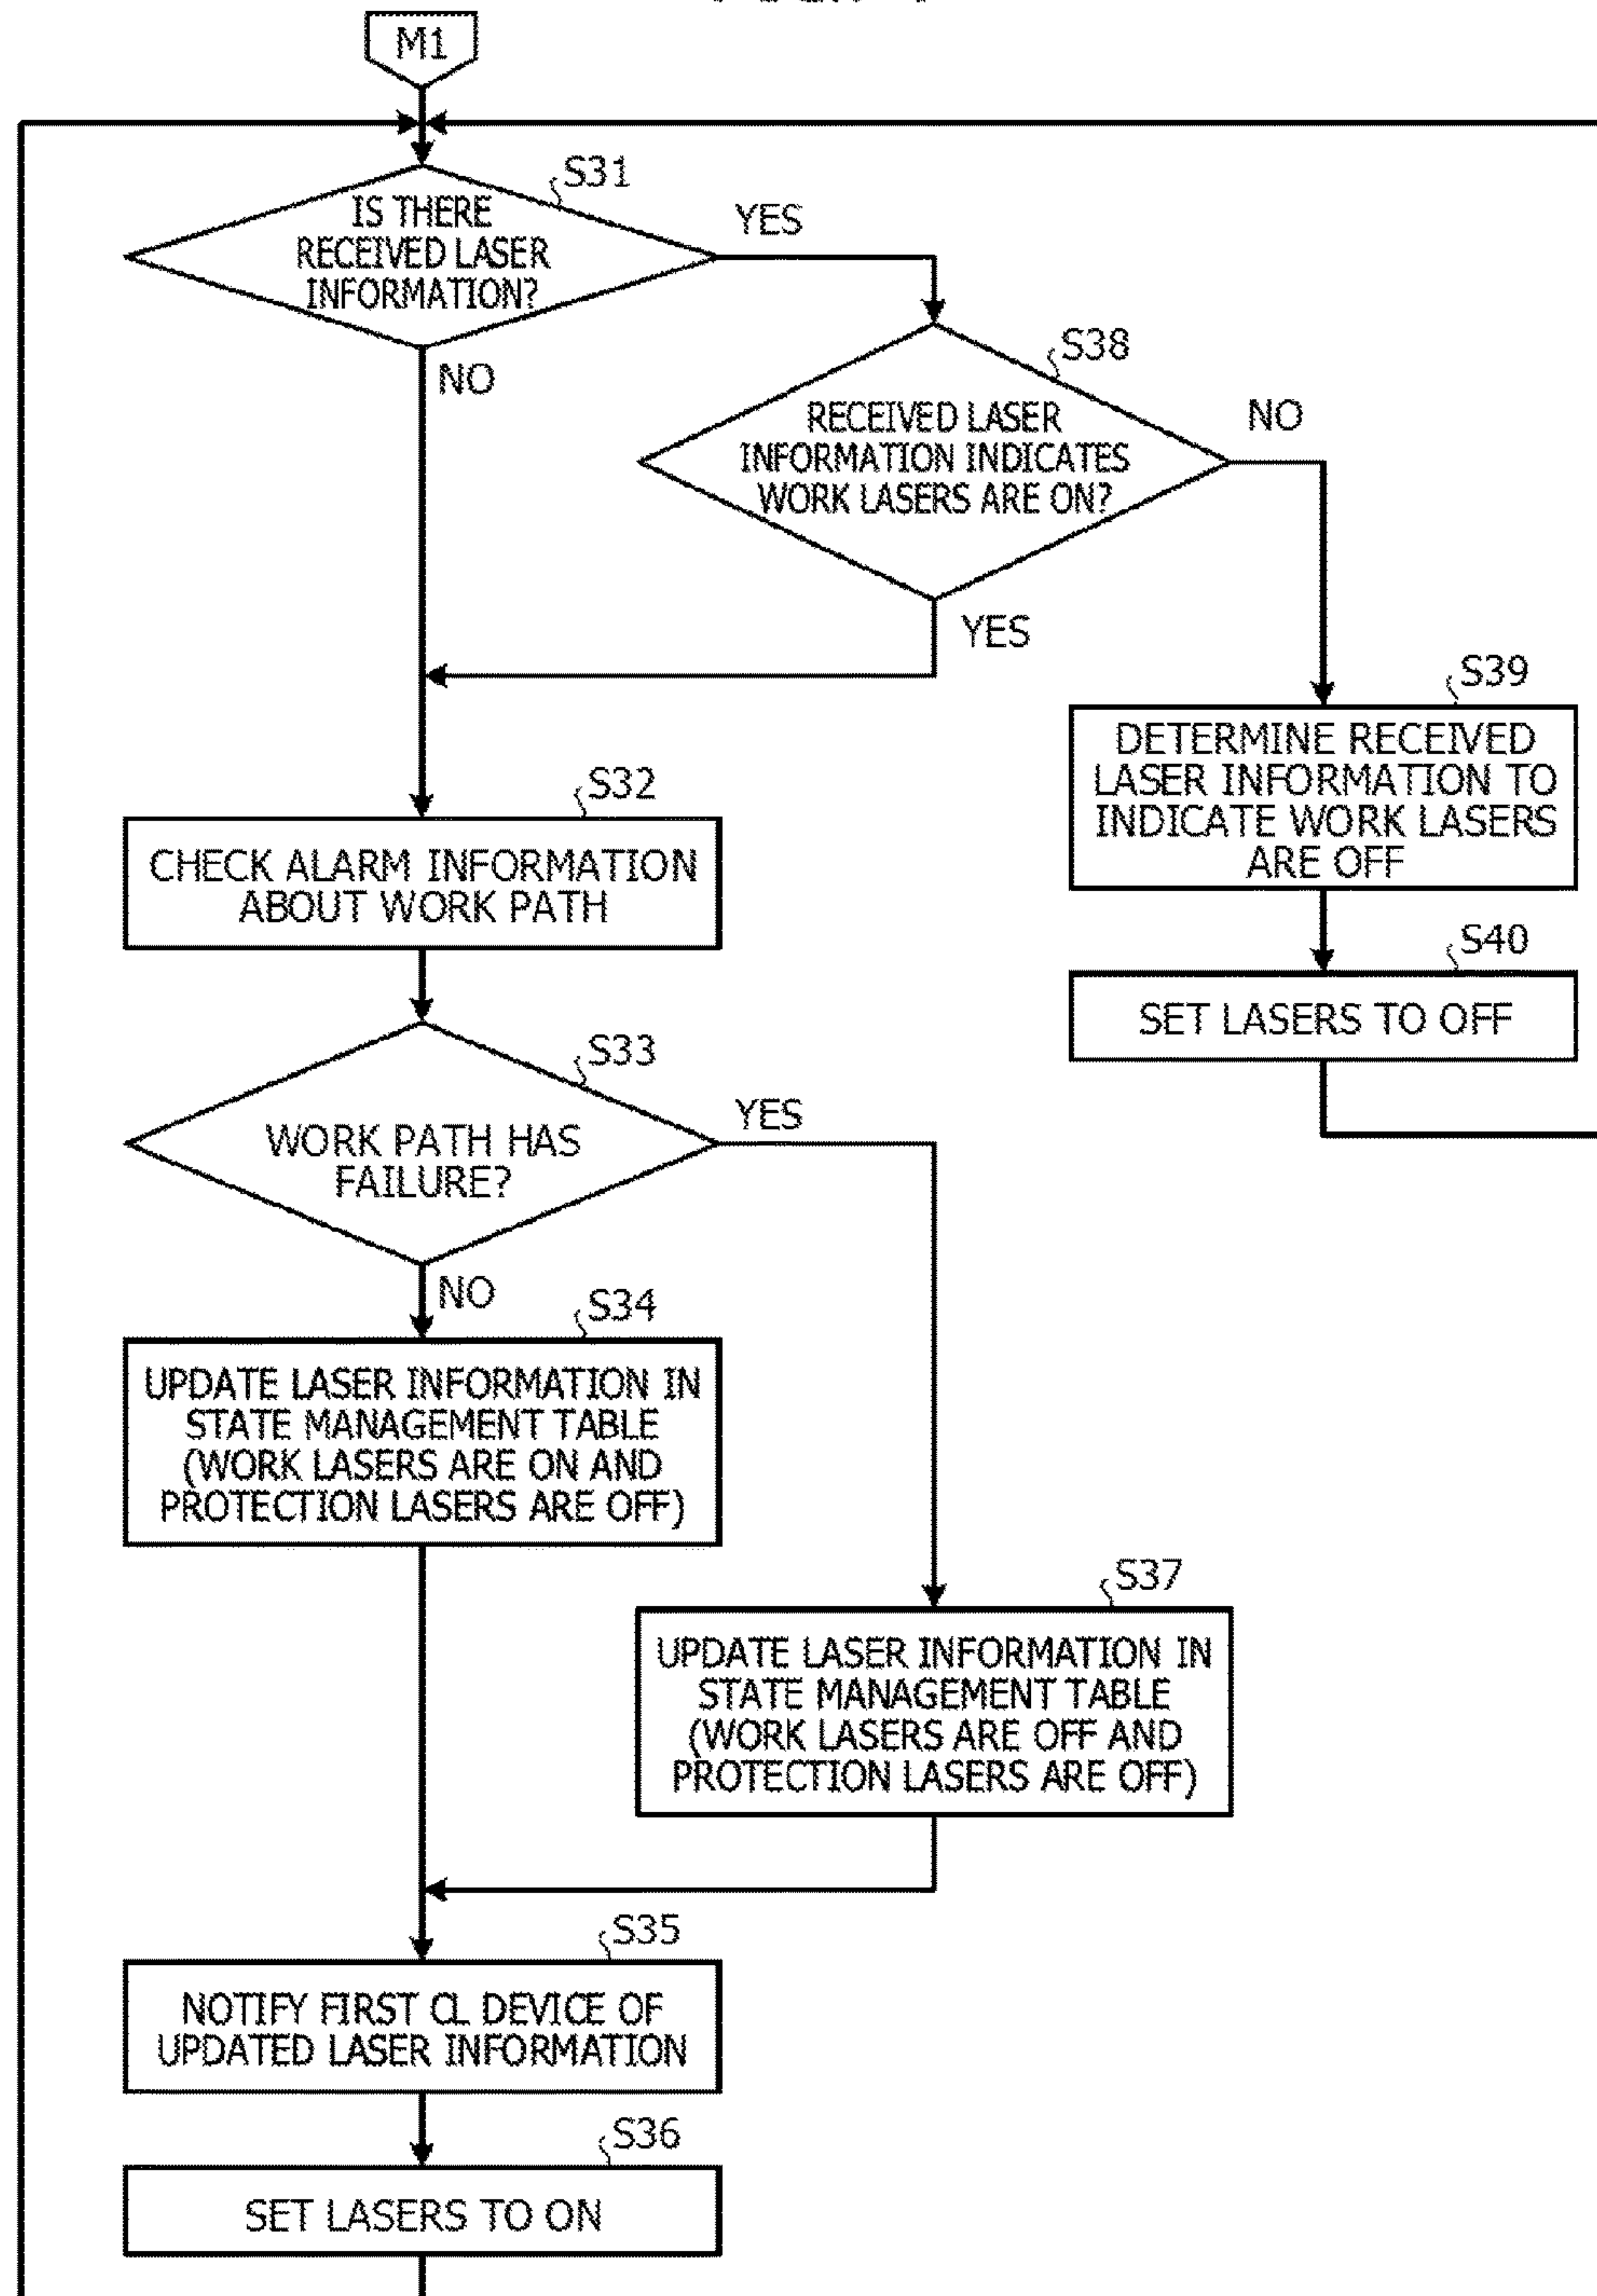 M1
S31
IS THERE
RECEIVED LASER
INFORMATION?
YES
NO
S38
RECEIVED LASER
INFORMATION INDICATES
WORK LASERS ARE ON?
NO
YES
S39
DETERMINE RECEIVED
LASER INFORMATION TO
INDICATE WORK LASERS
ARE OFF
S32
CHECK ALARM INFORMATION
ABOUT WORK PATH
S40
SET LASERS TO OFF
S33
WORK PATH HAS
FAILURE?
YES
NO
S34
UPDATE LASER INFORMATION IN
STATE MANAGEMENT TABLE
(WORK LASERS ARE ON AND
PROTECTION LASERS ARE OFF)
S37
UPDATE LASER INFORMATION IN
STATE MANAGEMENT TABLE
(WORK LASERS ARE OFF AND
PROTECTION LASERS ARE OFF)
S35
NOTIFY FIRST CL DEVICE OF
UPDATED LASER INFORMATION
S36
SET LASERS TO ON